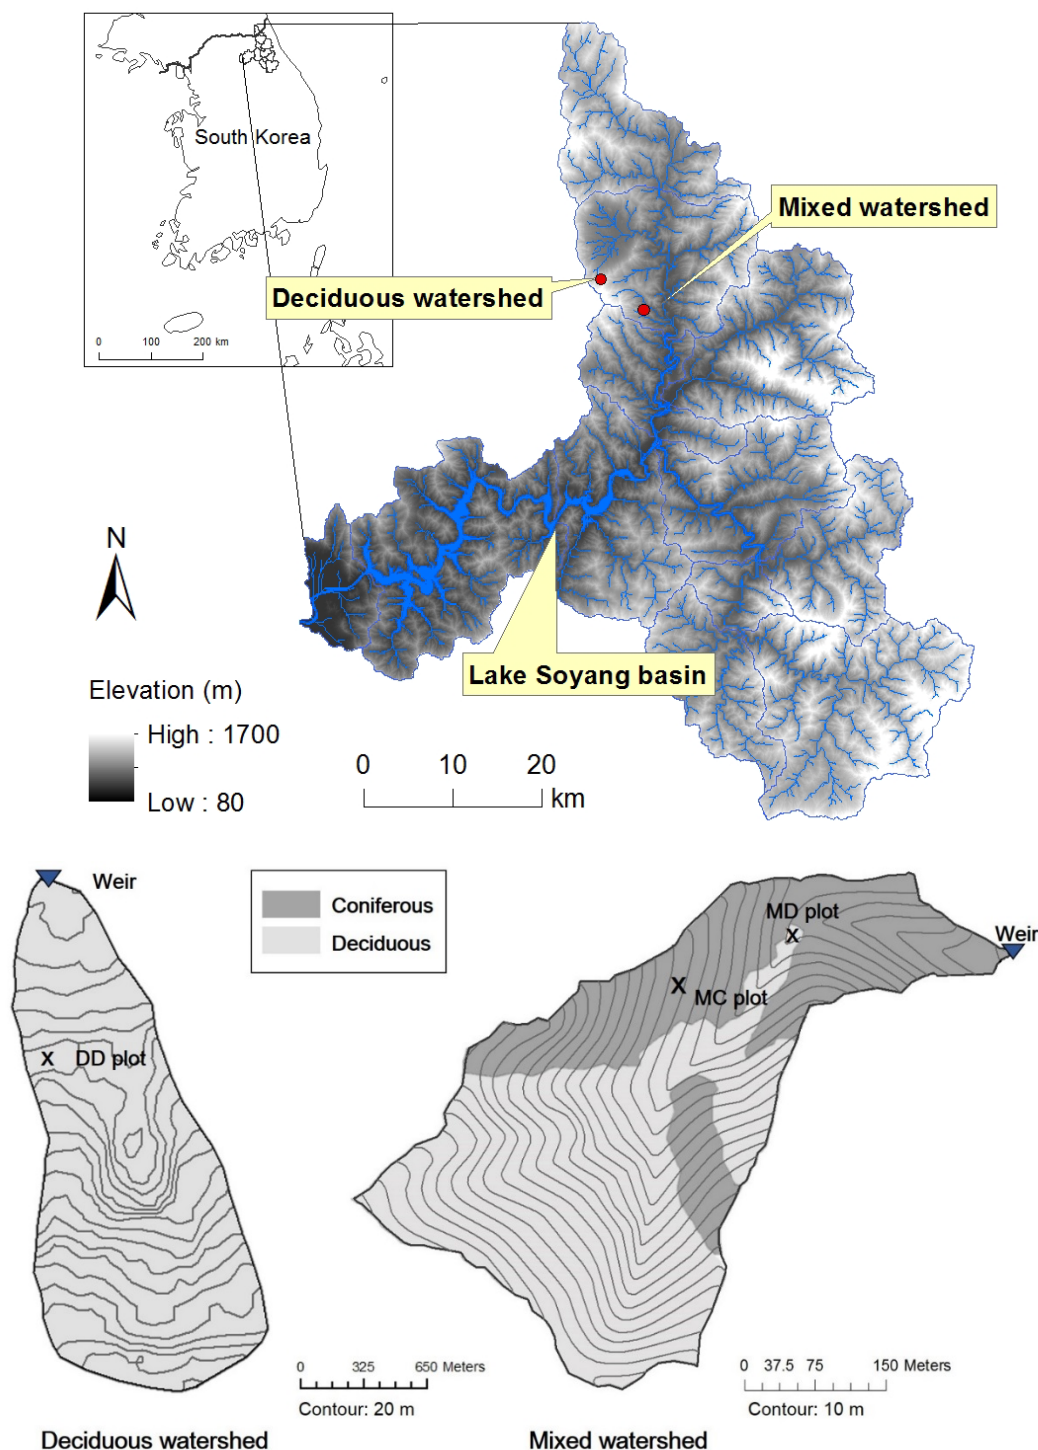 South Korea
0 100 200 km
Mixed watershed
Deciduous watershed
N
Lake Soyang basin
Elevation (m)
High : 1700
Low : 80
0 10 20
km
Weir
Coniferous
Deciduous
MD plot
X
Weir
X
MC plot
X DD plot
0 325 650 Meters
Contour: 20 m
0 37.5 75 150 Meters
Contour: 10 m
Deciduous watershed
Mixed watershed